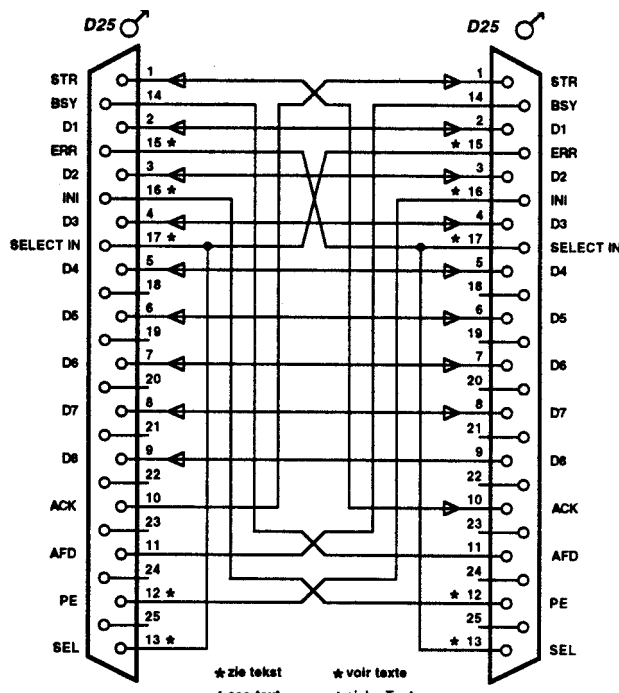 D25 D25
STR 1 1 STR
BSY 14 14 BSY
D1 2 2 D1
ERR 15 * * 15 ERR
D2 3 3 D2
INI 16 * * 16 INI
D3 4 4 D3
SELECT IN 17 * * 17 SELECT IN
D4 5 5 D4
18 18
D5 6 6 D5
19 19
D6 7 7 D6
20 20
D7 8 8 D7
21 21
D8 9 9 D8
22 22
ACK 10 10 ACK
23 23
AFD 11 11 AFD
24 24
PE 12 * * 12 PE
25 25
SEL 13 * * 13 SEL
* zie tekst * voir texte